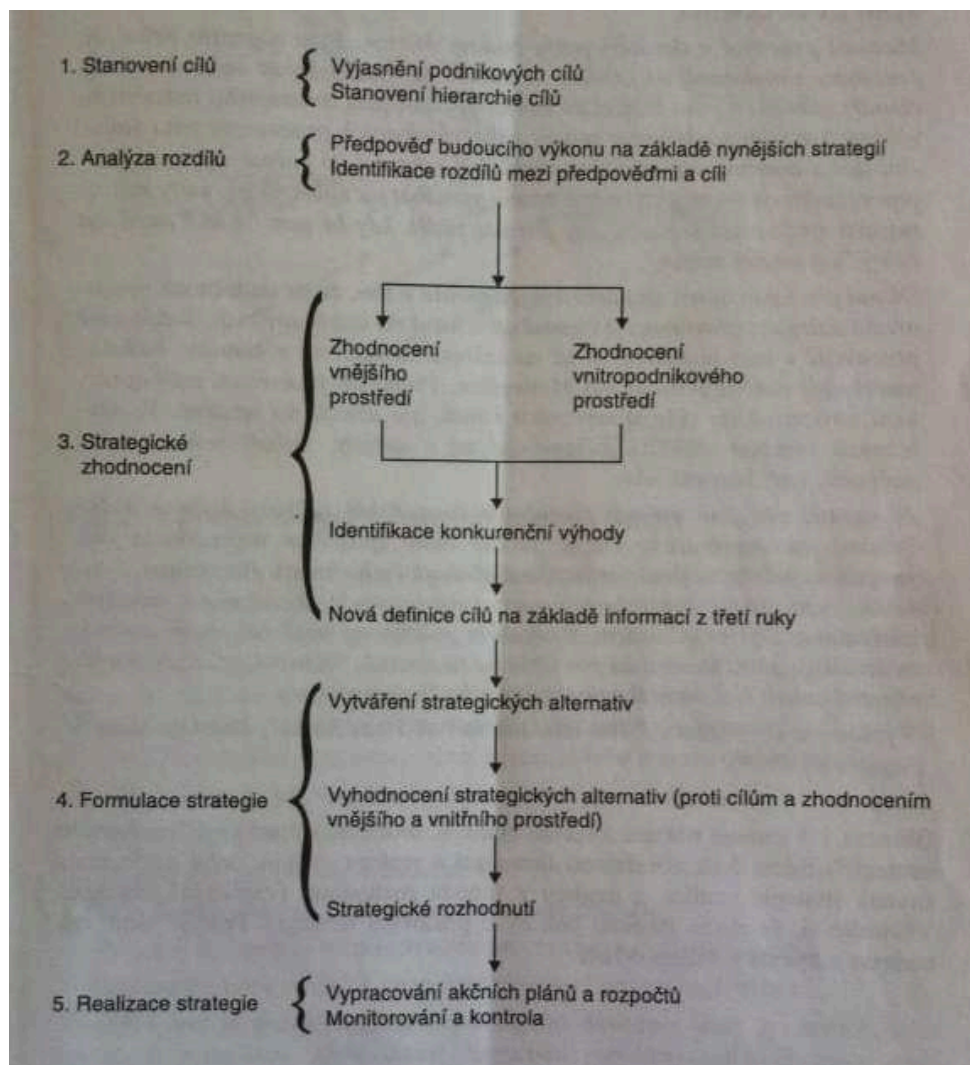 1. Stanovení cílů
Vyjasnění podnikových cílů
Stanovení hierarchie cílů
2. Analýza rozdílů
Předpověď budoucího výkonu na základě nynějších strategií
Identifikace rozdílů mezi předpověďmi a cíli
3. Strategické
zhodnocení
Zhodnocení
vnějšího
prostředí
Zhodnocení
vnitropodnikového
prostředí
Identifikace konkurenční výhody
Nová definice cílů na základě informací z třetí ruky
4. Formulace strategie
Vytváření strategických alternativ
Vyhodnocení strategických alternativ (proti cílům a zhodnocením
vnějšího a vnitřního prostředí)
Strategické rozhodnutí
5. Realizace strategie
Vypracování akčních plánů a rozpočtů
Monitorování a kontrola